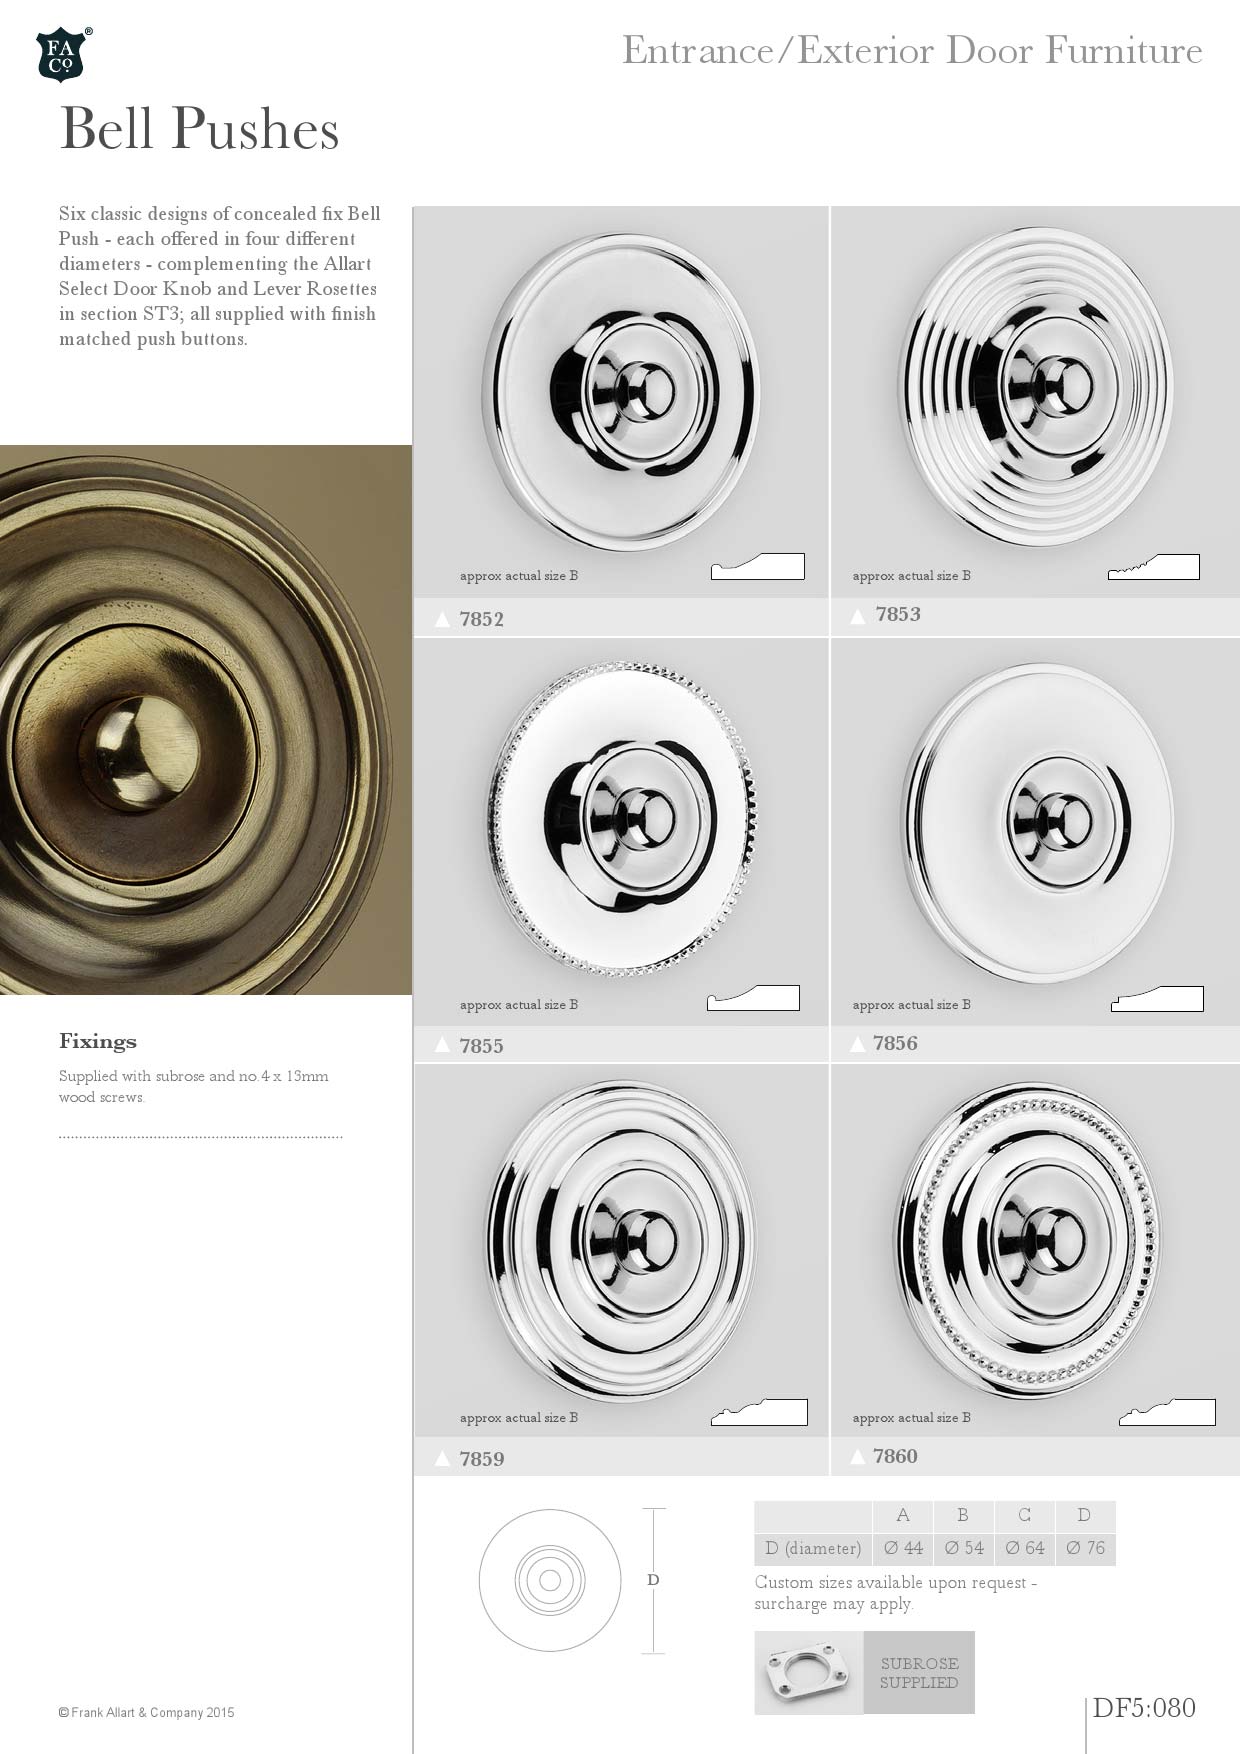 FA
Co.
®
Entrance/Exterior Door Furniture
Bell Pushes
Six classic designs of concealed fix Bell
Push - each offered in four different
diameters - complementing the Allart
Select Door Knob and Lever Rosettes
in section ST3; all supplied with finish
matched push buttons.
approx actual size B
approx actual size B
7852
7853
approx actual size B
approx actual size B
7855
7856
Fixings
Supplied with subrose and no.4 x 13mm
wood screws.
approx actual size B
approx actual size B
7859
7860
D
A B C D
D (diameter) Ø 44 Ø 54 Ø 64 Ø 76
Custom sizes available upon request -
surcharge may apply.
SUBROSE
SUPPLIED
© Frank Allart & Company 2015
DF5:080